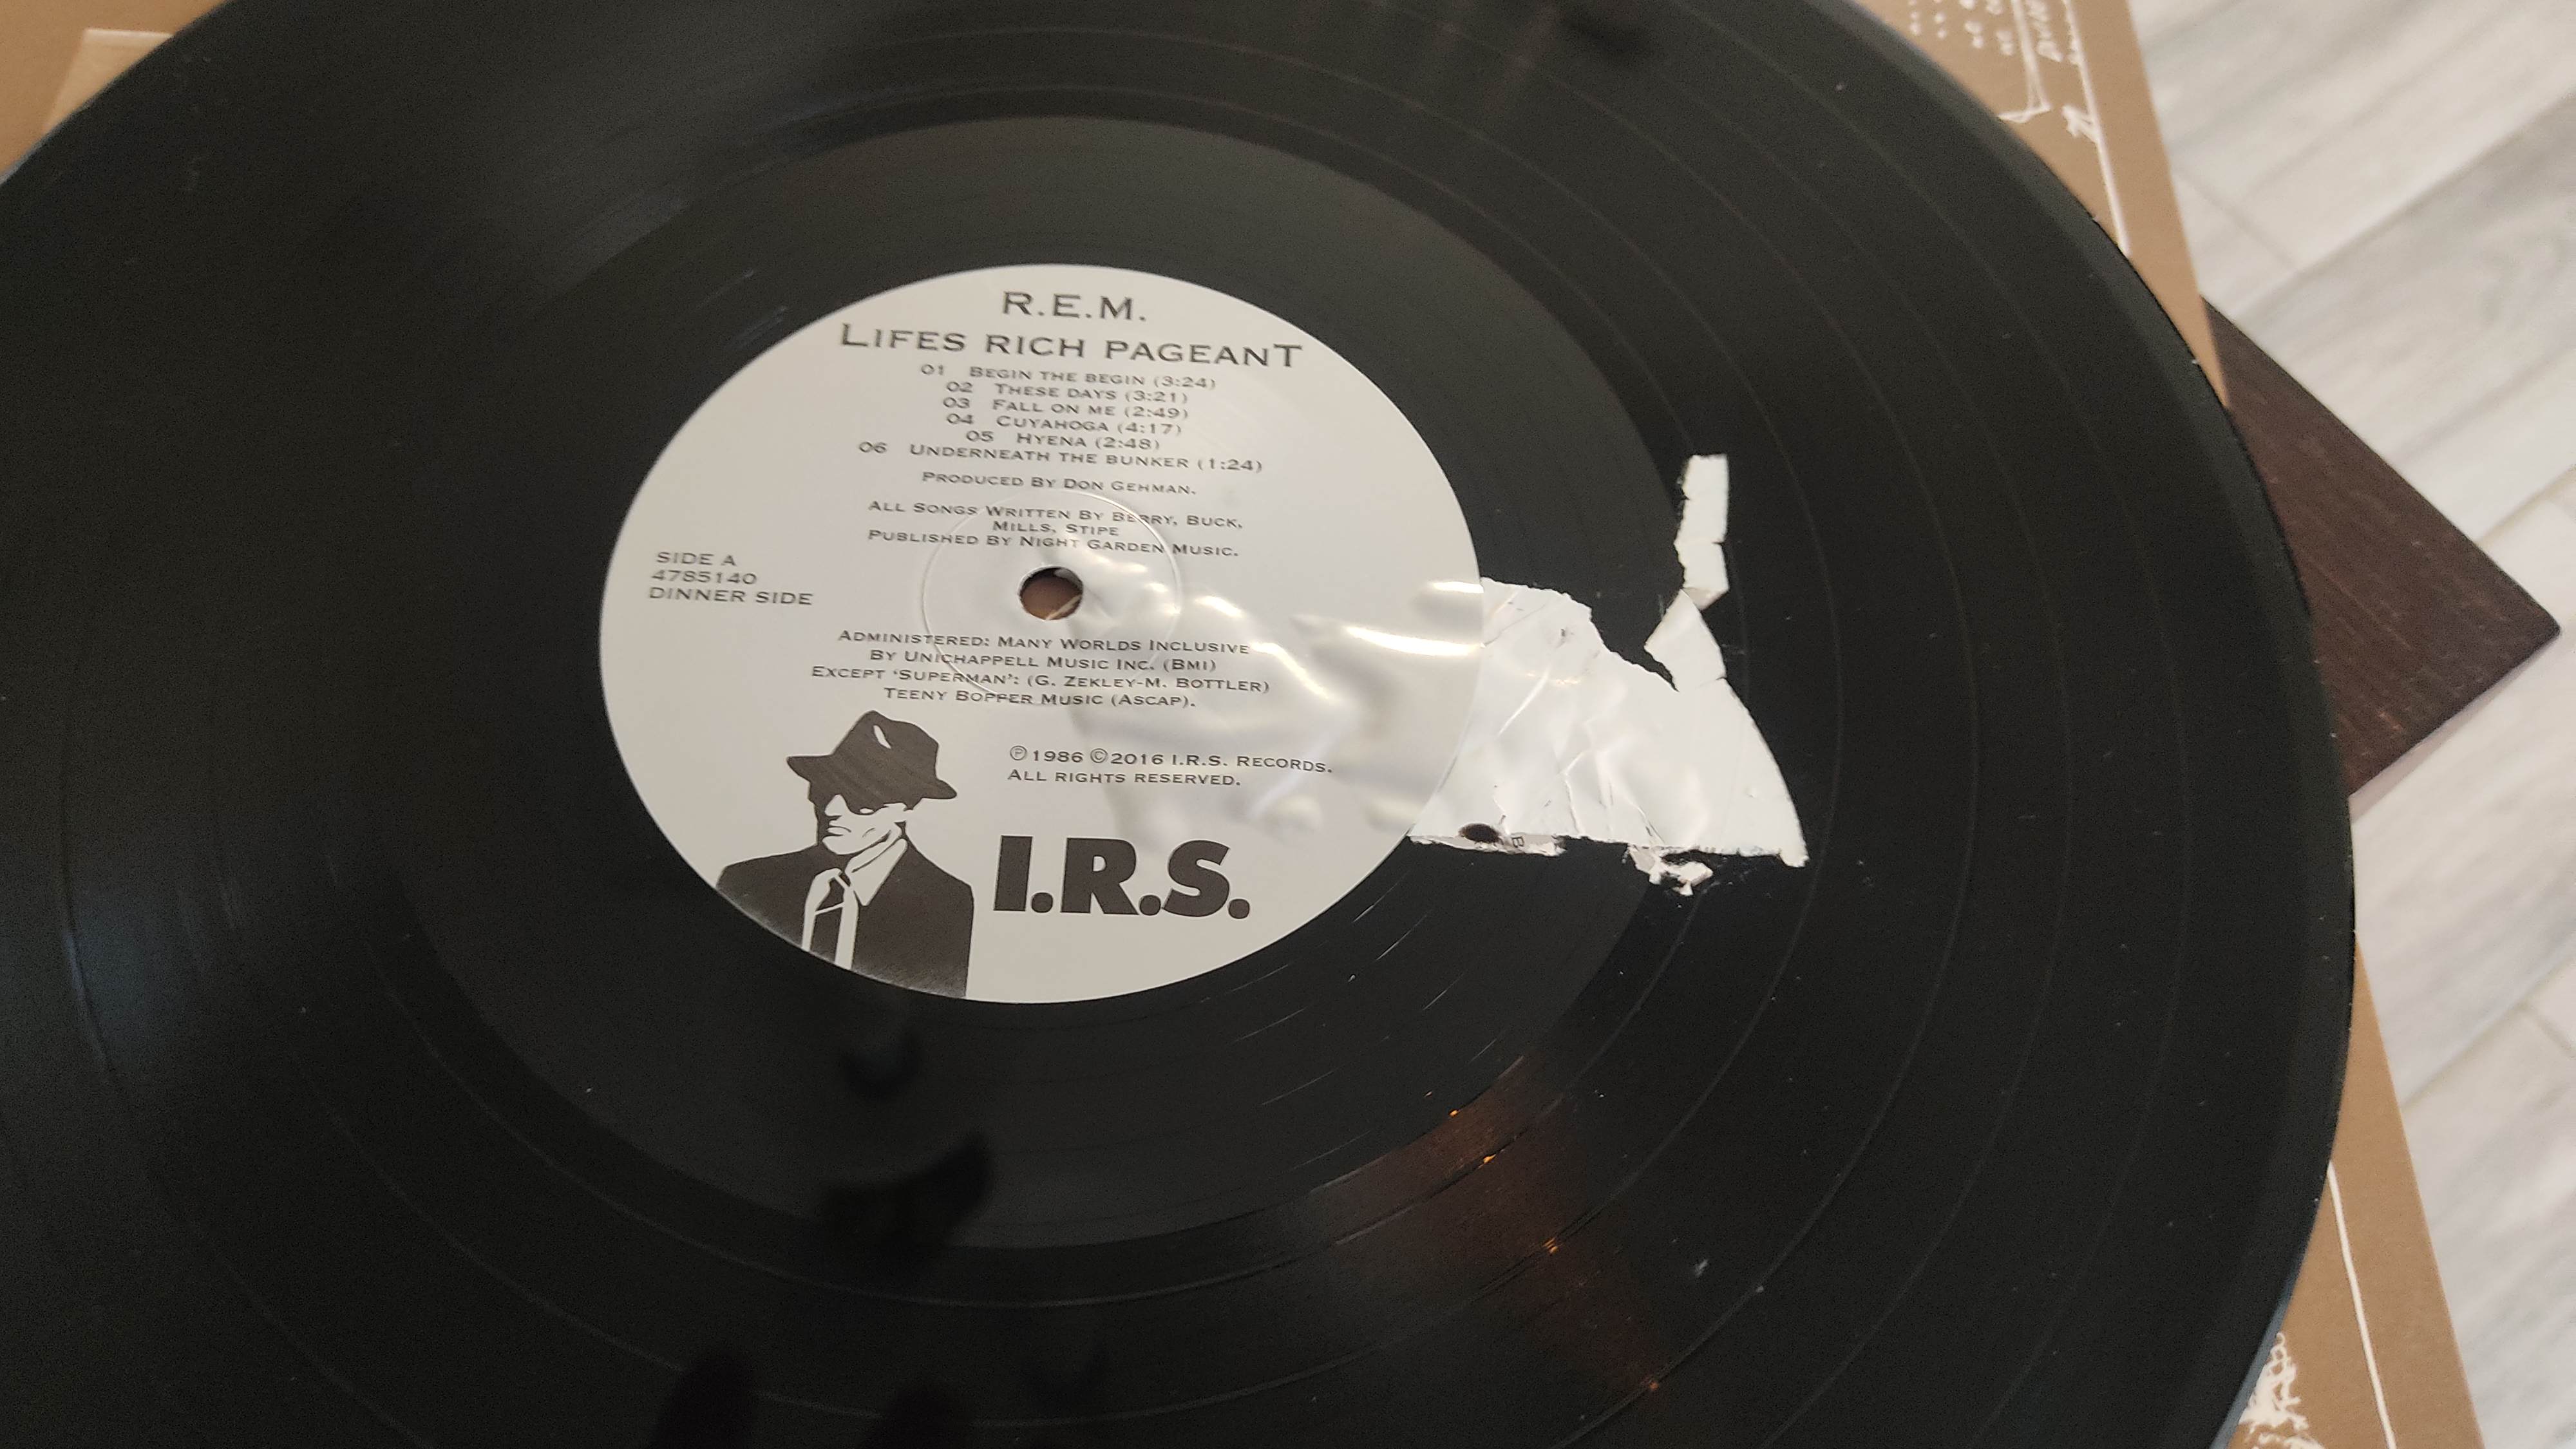 R.E.M.
LIFES RICH PAGEANT
01 BEGIN THE BEGIN (3:24)
02 THESE DAYS (3:21)
03 FALL ON ME (2:49)
04 CUYAHOGA (4:17)
05 HYENA (2:48)
06 UNDERNEATH THE BUNKER (1:24)
PRODUCED BY DON GEHMAN.
ALL SONGS WRITTEN BY BERRY, BUCK,
MILLS, STIPE
PUBLISHED BY NIGHT GARDEN MUSIC.
SIDE A
4785140
DINNER SIDE
ADMINISTERED: MANY WORLDS INCLUSIVE
BY UNICHAPPELL MUSIC INC. (BMI)
EXCEPT ‘SUPERMAN’: (G. ZEKLEY-M. BOTTLER)
TEENY BOPPER MUSIC (ASCAP).
℗1986 ©2016 I.R.S. RECORDS.
ALL RIGHTS RESERVED.
I.R.S.